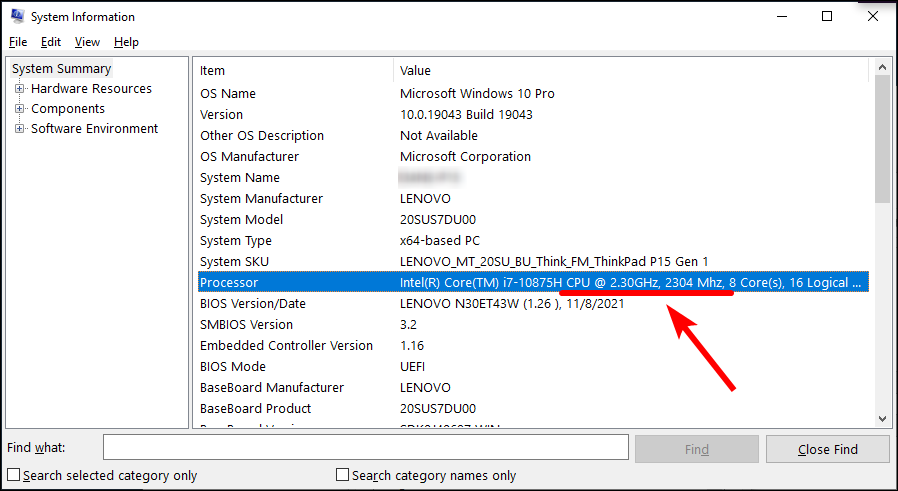 System Information
File Edit View Help
System Summary
Hardware Resources
Components
Software Environment
Item Value
OS Name Microsoft Windows 10 Pro
Version 10.0.19043 Build 19043
Other OS Description Not Available
OS Manufacturer Microsoft Corporation
System Name
System Manufacturer LENOVO
System Model 20SUS7DU00
System Type x64-based PC
System SKU LENOVO_MT_20SU_BU_Think_FM_ThinkPad P15 Gen 1
Processor Intel(R) Core(TM) i7-10875H CPU @ 2.30GHz, 2304 Mhz, 8 Core(s), 16 Logical ...
BIOS Version/Date LENOVO N30ET43W (1.26 ), 11/8/2021
SMBIOS Version 3.2
Embedded Controller Version 1.16
BIOS Mode UEFI
BaseBoard Manufacturer LENOVO
BaseBoard Product 20SUS7DU00
Find what: Find Close Find
Search selected category only Search category names only